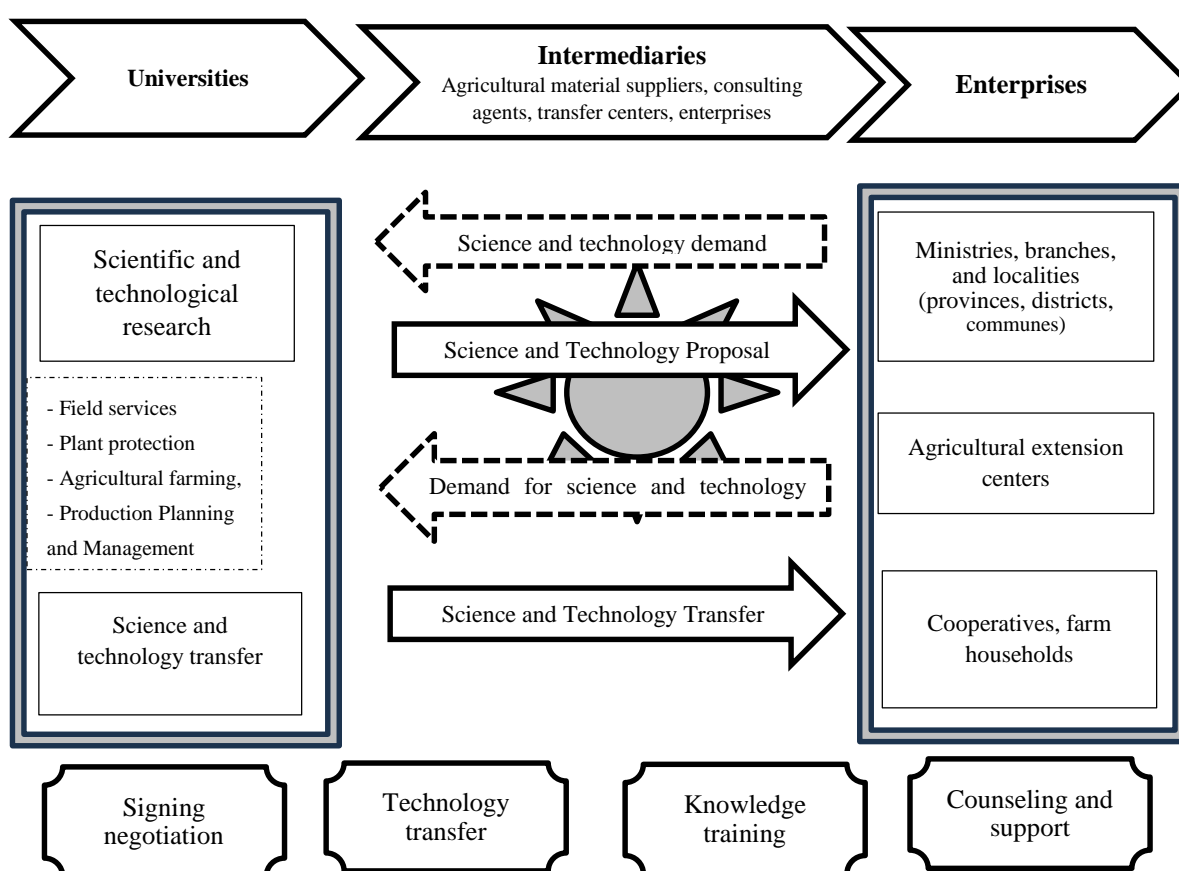 Universities
Intermediaries
Agricultural material suppliers, consulting
agents, transfer centers, enterprises
Enterprises
Scientific and
technological
research
- Field services
- Plant protection
- Agricultural farming,
- Production Planning
and Management
Science and
technology transfer
Science and technology demand
Science and Technology Proposal
Demand for science and technology
Science and Technology Transfer
Ministries, branches,
and localities
(provinces, districts,
communes)
Agricultural extension
centers
Cooperatives, farm
households
Signing
negotiation
Technology
transfer
Knowledge
training
Counseling and
support